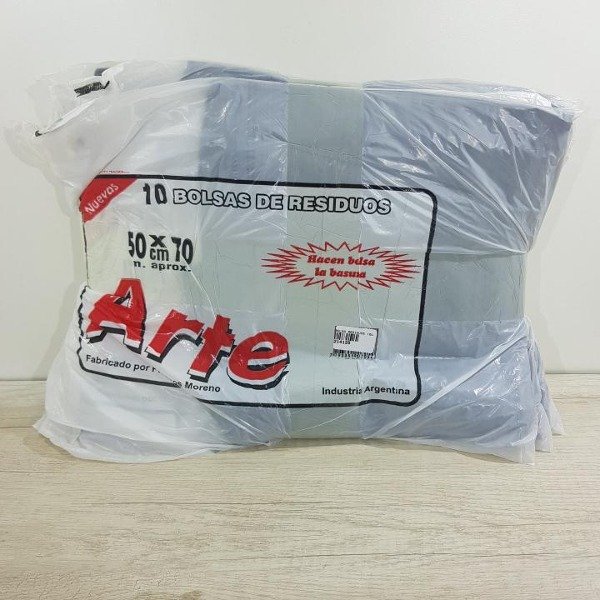 Nuevos
10 BOLSAS DE RESIDUOS
50 x 70
cm
n. aprox.
Hacen bolsa
la basura
Arte
Fabricado por
Moreno
Industria Argentina